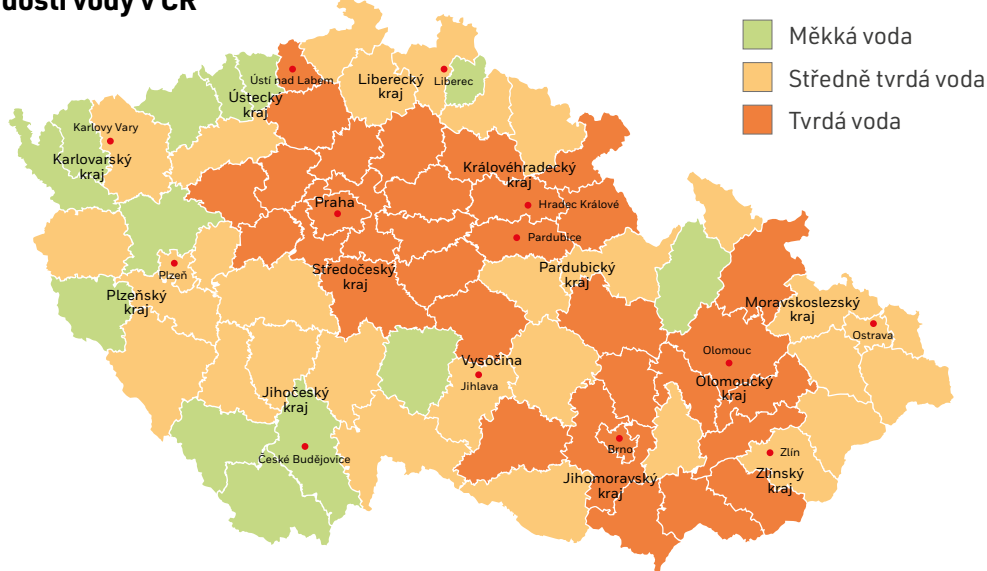 vody v ČR
Měkká voda
Středně tvrdá voda
Tvrdá voda
Ústí nad Labem
Ústecký
kraj
Liberecký
kraj
Liberec
Karlovy Vary
Karlovarský
kraj
Královéhradecký
kraj
Hradec Králové
Praha
Pardubice
Středočeský
kraj
Pardubický
kraj
Plzeň
Plzeňský
kraj
Moravskoslezský
kraj
Ostrava
Olomouc
Olomoucký
kraj
Vysočina
Jihlava
Jihočeský
kraj
České Budějovice
Brno
Jihomoravský
kraj
Zlín
Zlínský
kraj